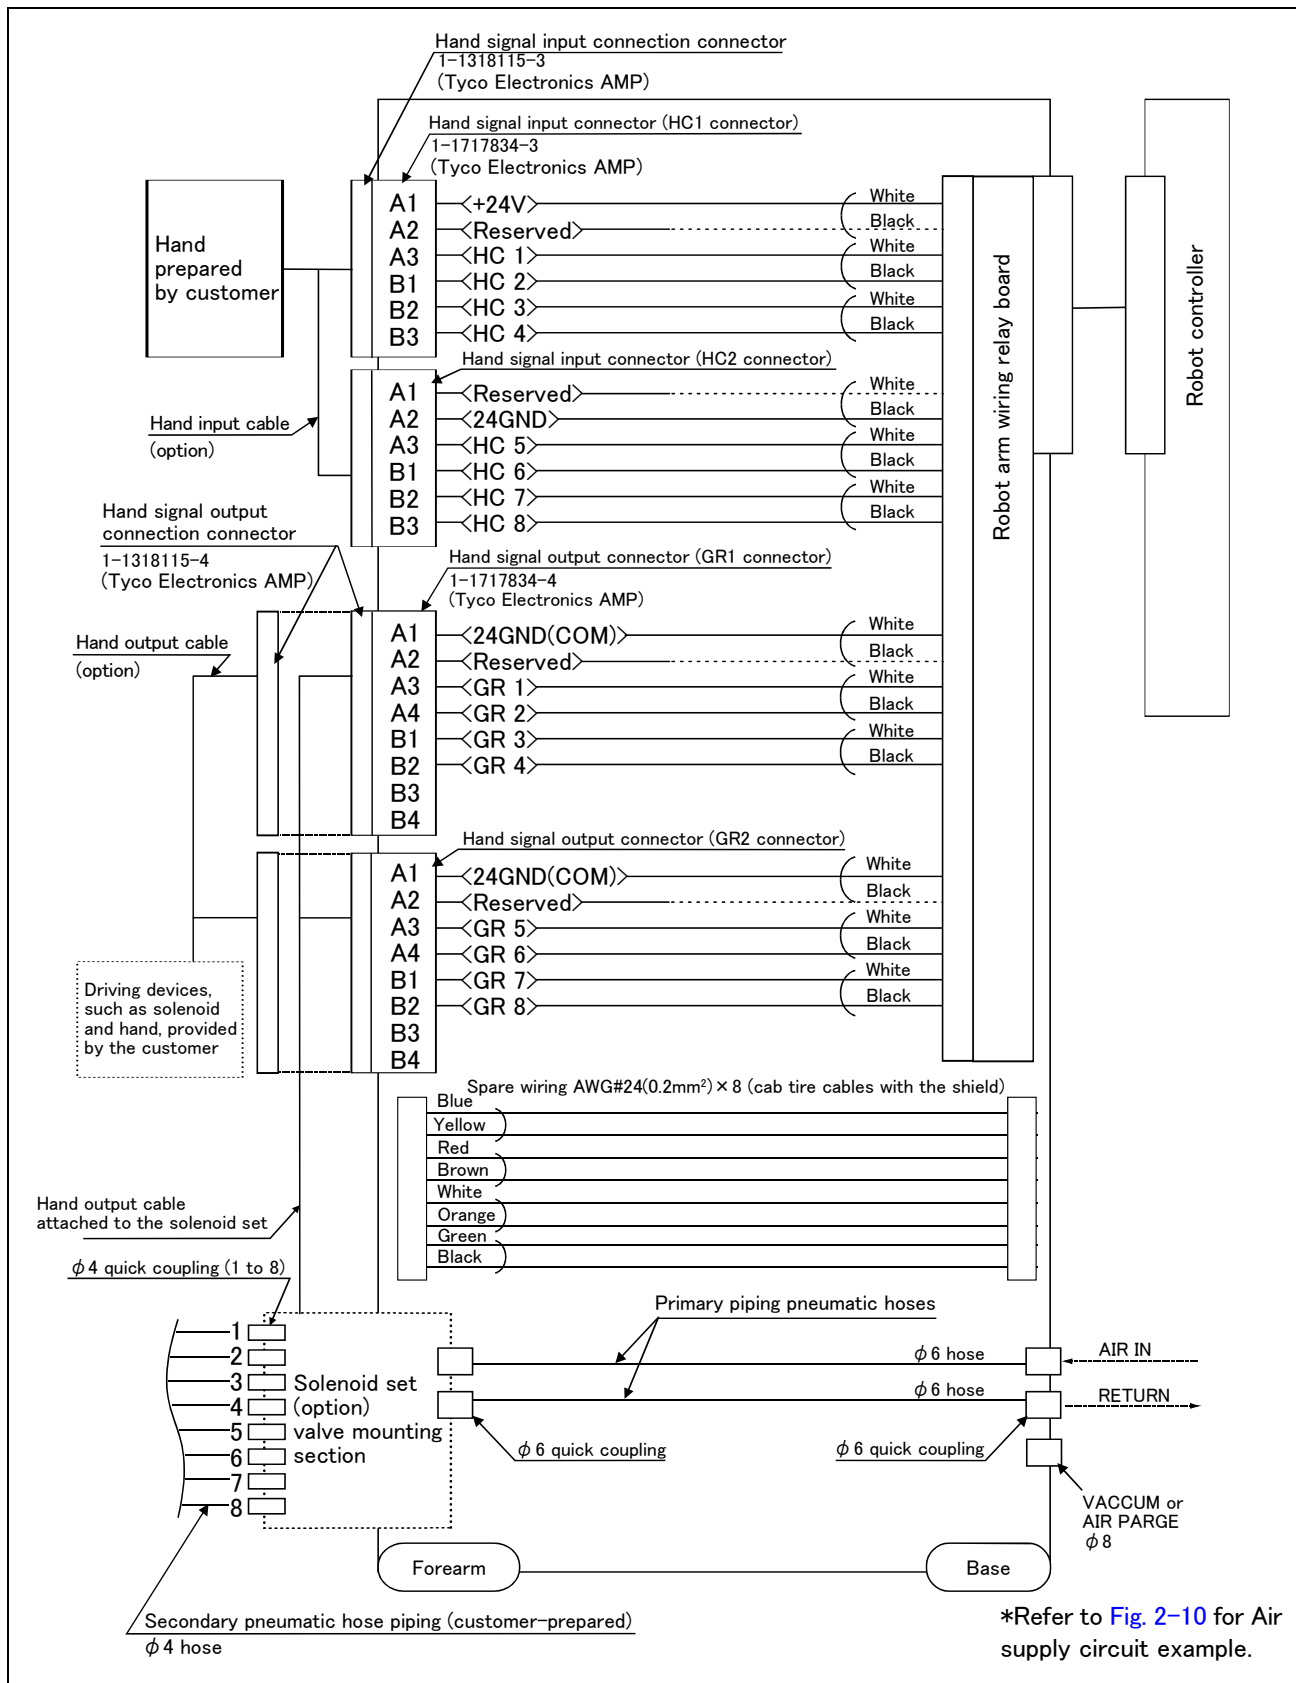 Hand signal input connection connector
1-1318115-3
(Tyco Electronics AMP)
Hand signal input connector (HC1 connector)
1-1717834-3
(Tyco Electronics AMP)
Hand
prepared
by customer
A1 <+24V> White
A2 <Reserved> Black
A3 <HC 1> White
B1 <HC 2> Black
B2 <HC 3> White
B3 <HC 4> Black
Robot arm wiring relay board
Robot controller
Hand signal input connector (HC2 connector)
A1 <Reserved> White
A2 <24GND> Black
A3 <HC 5> White
B1 <HC 6> Black
B2 <HC 7> White
B3 <HC 8> Black
Hand input cable
(option)
Hand signal output
connection connector
1-1318115-4
(Tyco Electronics AMP)
Hand signal output connector (GR1 connector)
1-1717834-4
(Tyco Electronics AMP)
Hand output cable
(option)
A1 <24GND(COM)> White
A2 <Reserved> Black
A3 <GR 1> White
A4 <GR 2> Black
B1 <GR 3> White
B2 <GR 4> Black
B3
B4
Hand signal output connector (GR2 connector)
A1 <24GND(COM)> White
A2 <Reserved> Black
A3 <GR 5> White
A4 <GR 6> Black
B1 <GR 7> White
B2 <GR 8> Black
B3
B4
Driving devices,
such as solenoid
and hand, provided
by the customer
Spare wiring AWG#24(0.2mm²)×8 (cab tire cables with the shield)
Blue
Yellow
Red
Brown
White
Orange
Green
Black
Hand output cable
attached to the solenoid set
φ4 quick coupling (1 to 8)
1
2
3
4
5
6
7
8
Solenoid set
(option)
valve mounting
section
Primary piping pneumatic hoses
φ6 hose
AIR IN
φ6 hose
RETURN
φ6 quick coupling
φ6 quick coupling
VACCUM or
AIR PARGE
φ8
Forearm
Base
Secondary pneumatic hose piping (customer-prepared)
φ4 hose
*Refer to Fig. 2-10 for Air
supply circuit example.